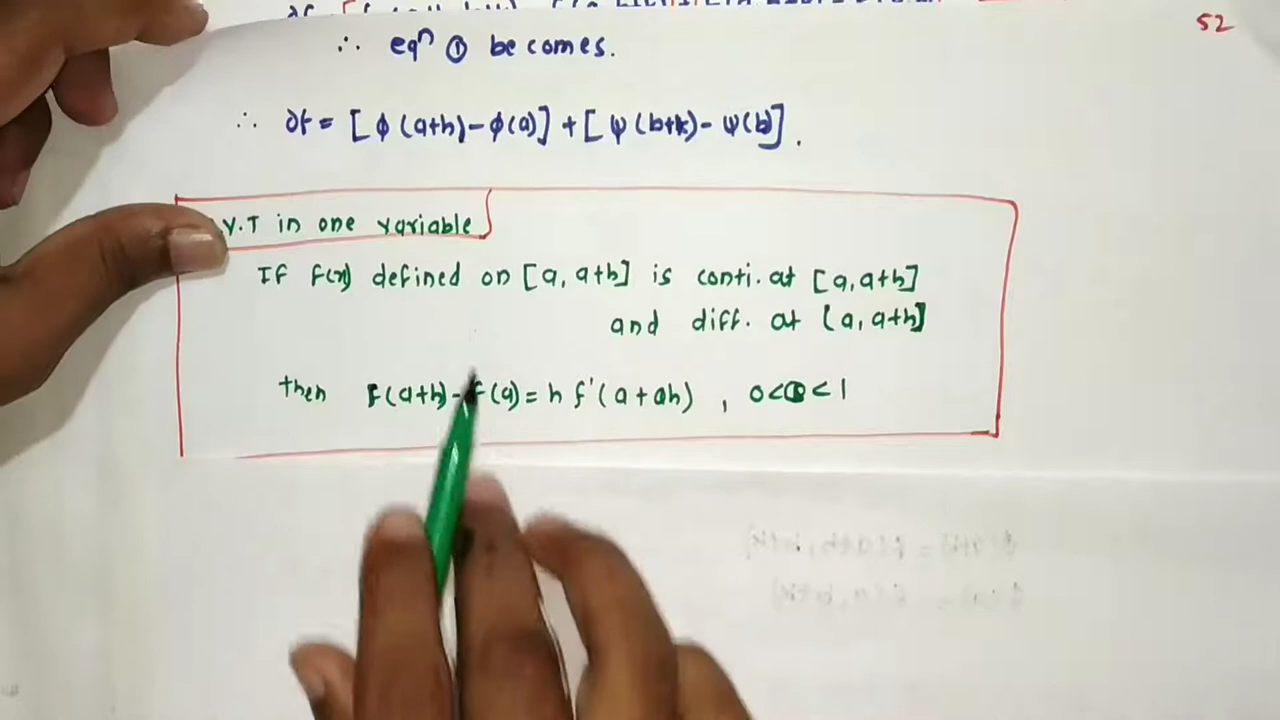 52
∴ eqⁿ ① becomes.
∴ ∂f = [ϕ(a+h)-ϕ(a)] + [ψ(b+k)-ψ(b)].
V.T in one variable
If f(x) defined on [a, a+h] is conti. at [a, a+h]
and diff. at (a, a+h)
then f(a+h)-f(a) = h f'(a+θh) , 0<θ<1